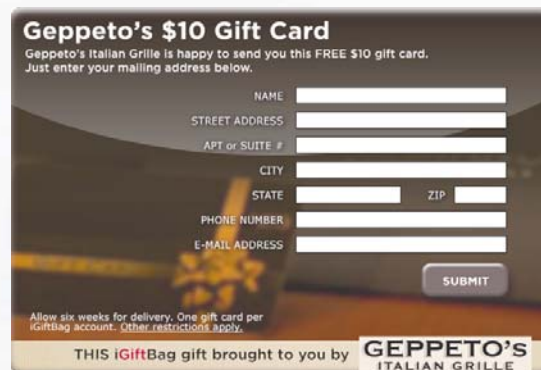 Geppeto's $10 Gift Card
Geppeto's Italian Grille is happy to send you this FREE $10 gift card.
Just enter your mailing address below.
NAME
STREET ADDRESS
APT or SUITE #
CITY
STATE ZIP
PHONE NUMBER
E-MAIL ADDRESS
SUBMIT
Allow six weeks for delivery. One gift card per
iGiftBag account. Other restrictions apply.
THIS iGiftBag gift brought to you by
GEPPETO'S
ITALIAN GRILLE